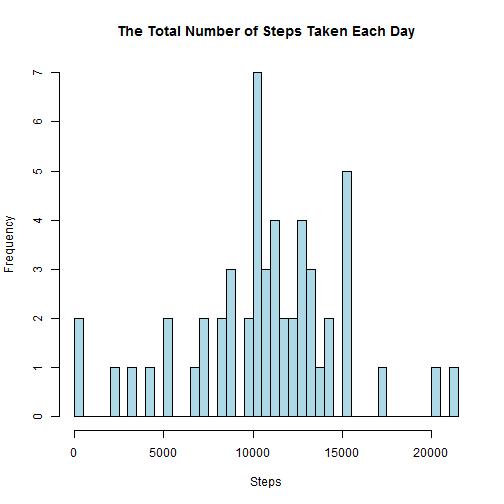 The Total Number of Steps Taken Each Day
Frequency
7
6
5
4
3
2
1
0
0 5000 10000 15000 20000
Steps